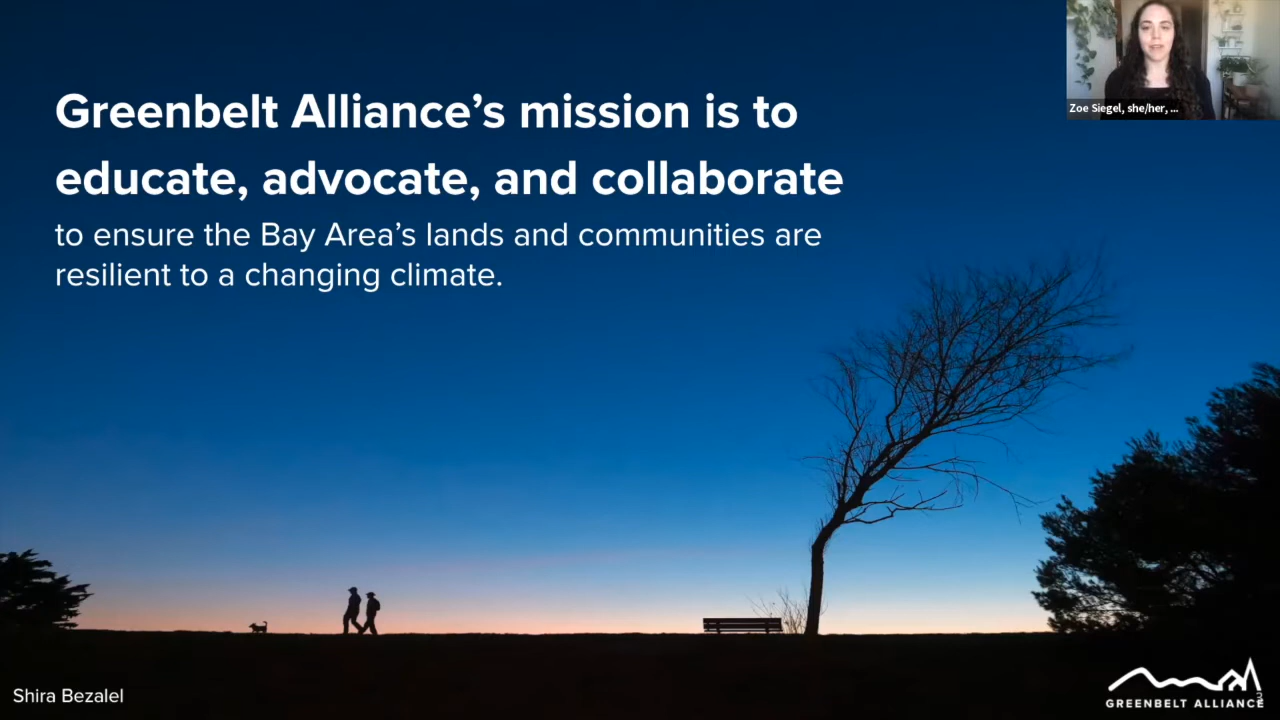 Greenbelt Alliance’s mission is to
educate, advocate, and collaborate
to ensure the Bay Area’s lands and communities are
resilient to a changing climate.
Zoe Siegel, she/her, ...
Shira Bezalel
GREENBELT ALLIANCE